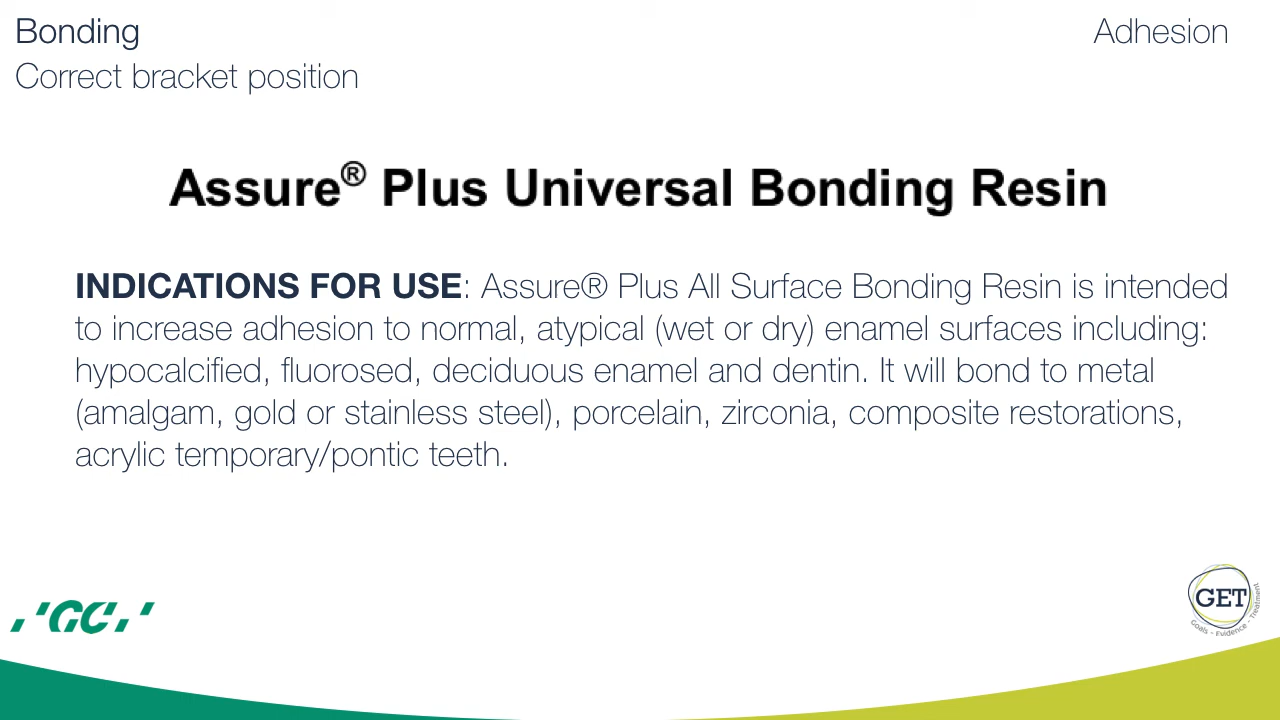 Bonding
Adhesion
Correct bracket position
Assure® Plus Universal Bonding Resin
INDICATIONS FOR USE: Assure® Plus All Surface Bonding Resin is intended
to increase adhesion to normal, atypical (wet or dry) enamel surfaces including:
hypocalcified, fluorosed, deciduous enamel and dentin. It will bond to metal
(amalgam, gold or stainless steel), porcelain, zirconia, composite restorations,
acrylic temporary/pontic teeth.
GC
GET
Goals - Evidence - Treatment